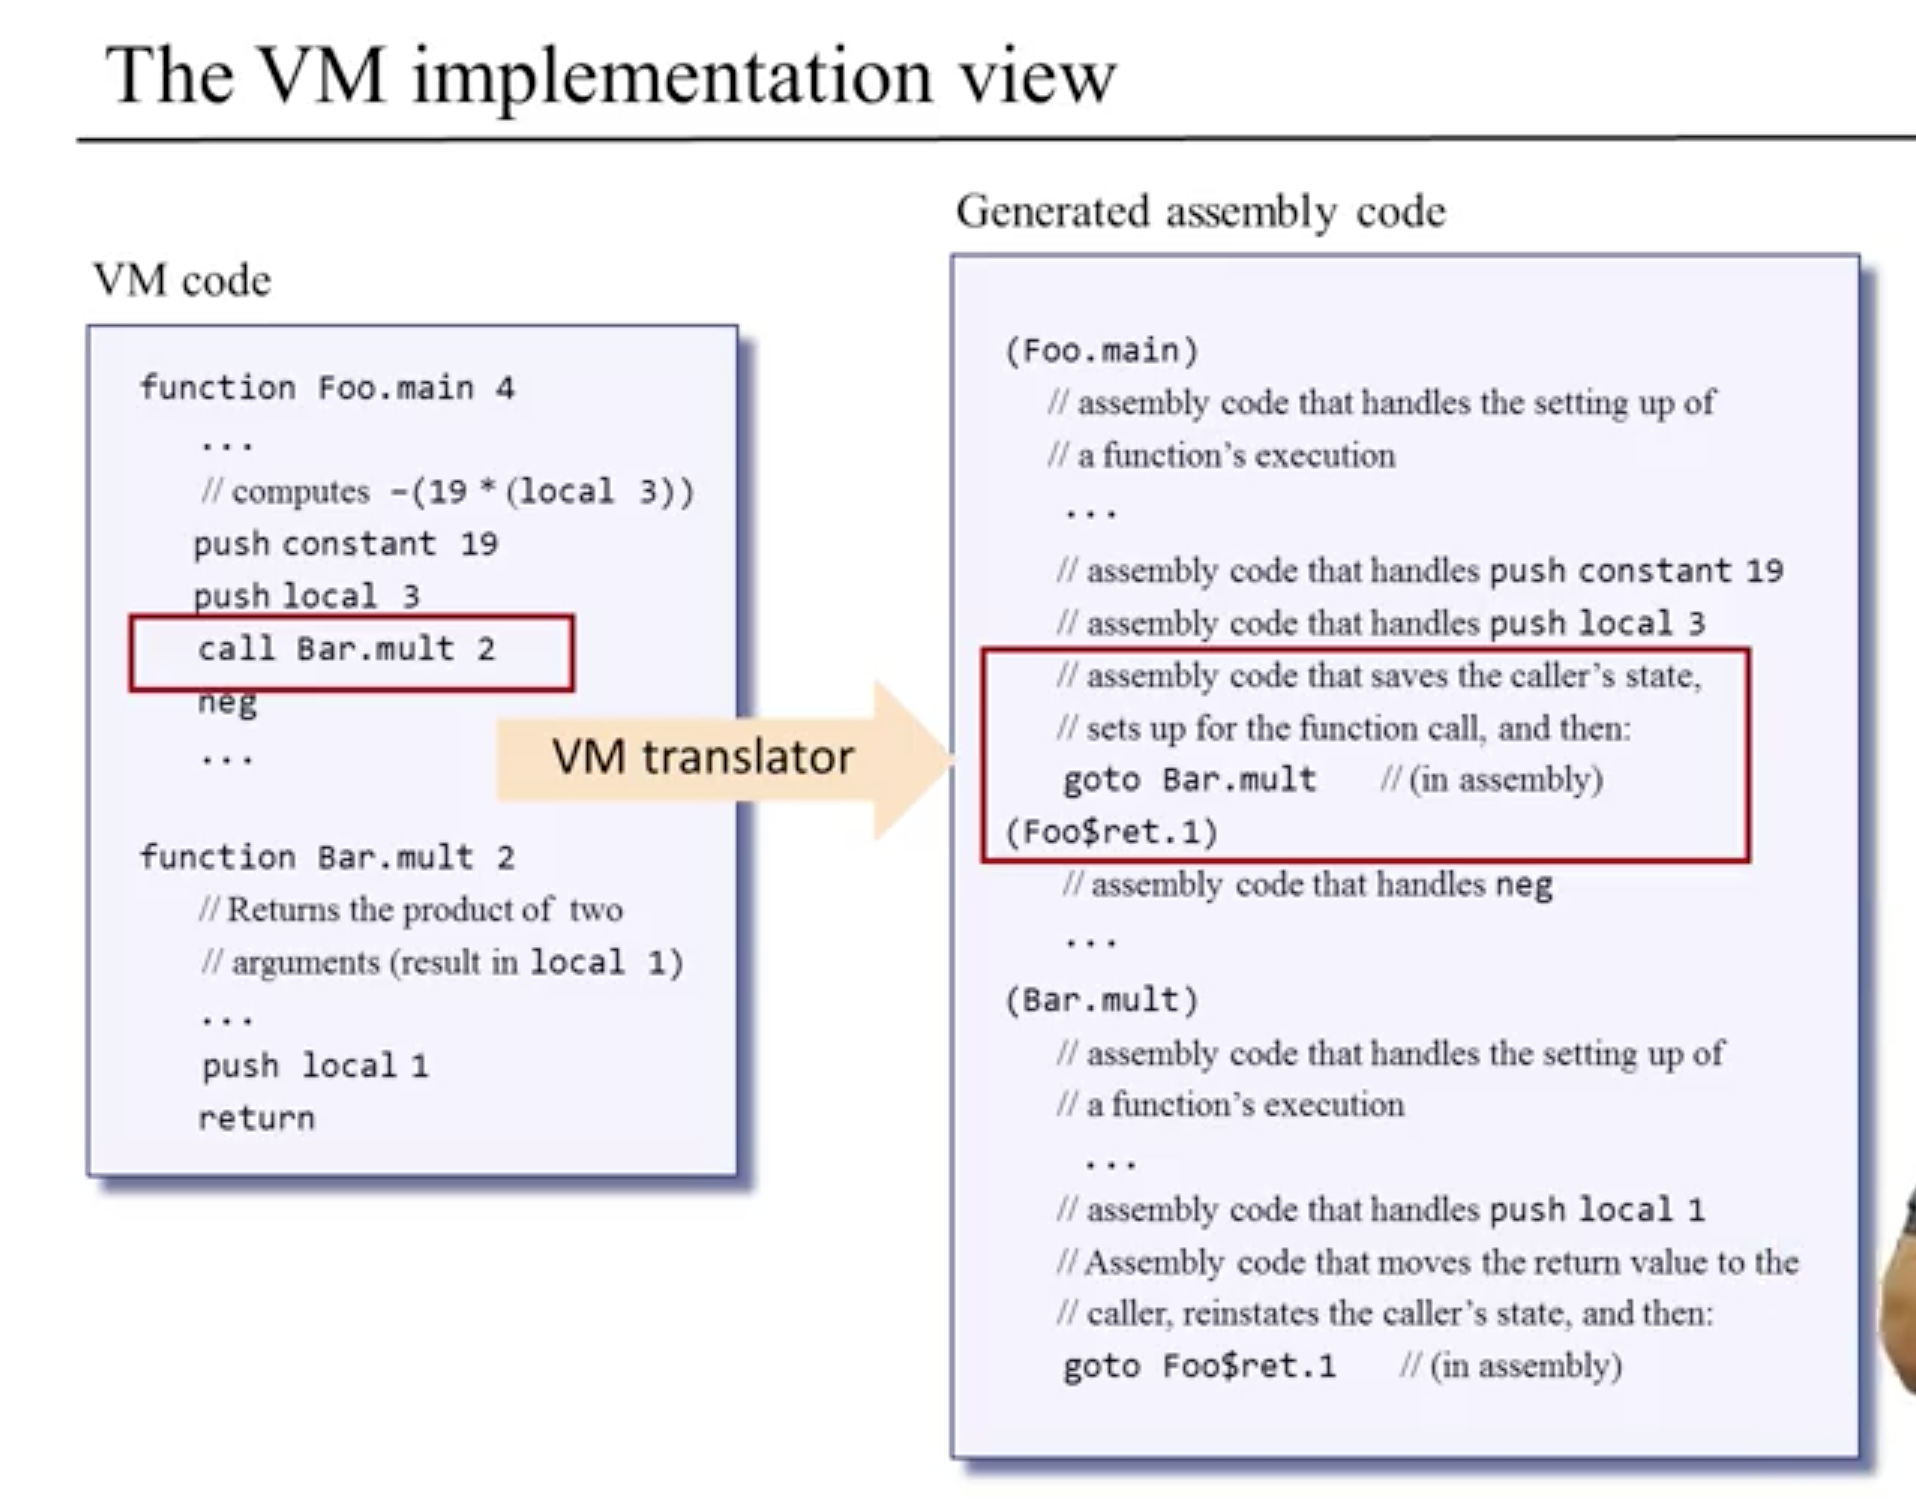 The VM implementation view
VM code
function Foo.main 4
...
// computes -(19 * (local 3))
push constant 19
push local 3
call Bar.mult 2
neg
...
function Bar.mult 2
// Returns the product of two
// arguments (result in local 1)
...
push local 1
return
VM translator
Generated assembly code
(Foo.main)
// assembly code that handles the setting up of
// a function’s execution
...
// assembly code that handles push constant 19
// assembly code that handles push local 3
// assembly code that saves the caller’s state,
// sets up for the function call, and then:
goto Bar.mult // (in assembly)
(Foo$ret.1)
// assembly code that handles neg
...
(Bar.mult)
// assembly code that handles the setting up of
// a function’s execution
...
// assembly code that handles push local 1
// Assembly code that moves the return value to the
// caller, reinstates the caller’s state, and then:
goto Foo$ret.1 // (in assembly)